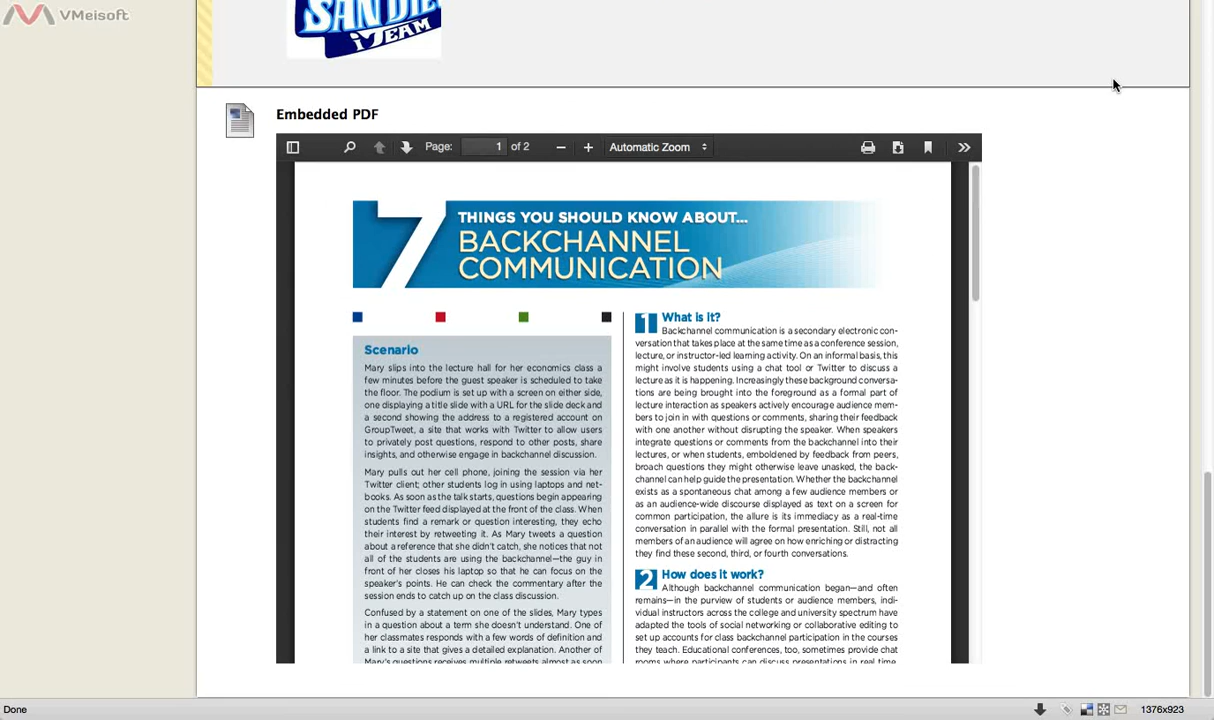 VMeisoft
SAN DIE
iTEAM
Embedded PDF
Page: 1 of 2
Automatic Zoom
7 THINGS YOU SHOULD KNOW ABOUT...
BACKCHANNEL
COMMUNICATION
Scenario
Mary slips into the lecture hall for her economics class a
few minutes before the guest speaker is scheduled to take
the floor. The podium is set up with a screen on either side,
one displaying a title slide with a URL for the slide deck and
a second showing the address to a registered account on
GroupTweet, a site that works with Twitter to allow users
to privately post questions, respond to other posts, share
insights, and otherwise engage in backchannel discussion.
Mary pulls out her cell phone, joining the session via her
Twitter client; other students log in using laptops and net-
books. As soon as the talk starts, questions begin appearing
on the Twitter feed displayed at the front of the class. When
students find a remark or question interesting, they echo
their interest by retweeting it. As Mary tweets a question
about a reference that she didn't catch, she notices that not
all of the students are using the backchannel—the guy in
front of her closes his laptop so that he can focus on the
speaker's points. He can check the commentary after the
session ends to catch up on the class discussion.
Confused by a statement on one of the slides, Mary types
in a question about a term she doesn't understand. One of
her classmates responds with a few words of definition and
a link to a site that gives a detailed explanation. Another of
Mary's questions receives multiple retweets almost as soon
1 What is it?
Backchannel communication is a secondary electronic con-
versation that takes place at the same time as a conference session,
lecture, or instructor-led learning activity. On an informal basis, this
might involve students using a chat tool or Twitter to discuss a
lecture as it is happening. Increasingly these background conversa-
tions are being brought into the foreground as a formal part of
lecture interaction as speakers actively encourage audience mem-
bers to join in with questions or comments, sharing their feedback
with one another without disrupting the speaker. When speakers
integrate questions or comments from the backchannel into their
lectures, or when students, emboldened by feedback from peers,
broach questions they might otherwise leave unasked, the back-
channel can help guide the presentation. Whether the backchannel
exists as a spontaneous chat among a few audience members or
as an audience-wide discourse displayed as text on a screen for
common participation, the allure is its immediacy as a real-time
conversation in parallel with the formal presentation. Still, not all
members of an audience will agree on how enriching or distracting
they find these second, third, or fourth conversations.
2 How does it work?
Although backchannel communication began—and often
remains—in the purview of students or audience members, indi-
vidual instructors across the college and university spectrum have
adapted the tools of social networking or collaborative editing to
set up accounts for class backchannel participation in the courses
they teach. Educational conferences, too, sometimes provide chat
rooms where participants can discuss presentations in real time.
Done
1376x923